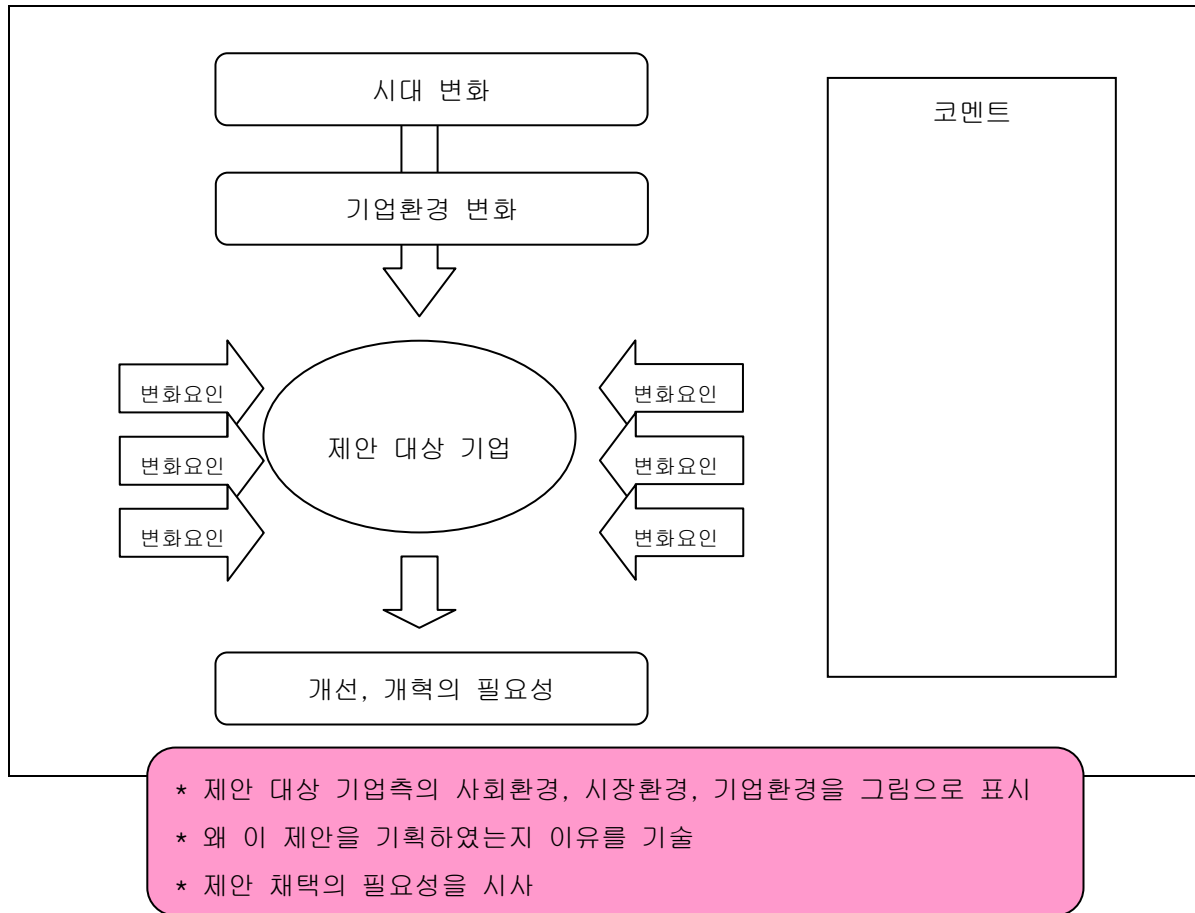 시대 변화
코멘트
기업환경 변화
변화요인
변화요인
제안 대상 기업
변화요인
변화요인
변화요인
변화요인
개선, 개혁의 필요성
* 제안 대상 기업측의 사회환경, 시장환경, 기업환경을 그림으로 표시
* 왜 이 제안을 기획하였는지 이유를 기술
* 제안 채택의 필요성을 시사